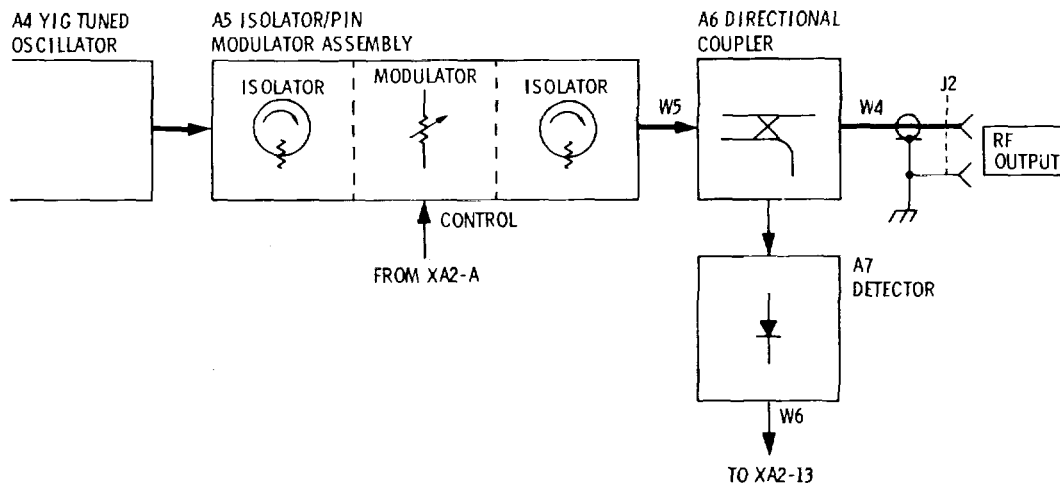 A4 YIG TUNED
OSCILLATOR
A5 ISOLATOR/PIN
MODULATOR ASSEMBLY
ISOLATOR
MODULATOR
ISOLATOR
CONTROL
FROM XA2-A
W5
A6 DIRECTIONAL
COUPLER
W4
J2
RF
OUTPUT
A7
DETECTOR
W6
TO XA2-13